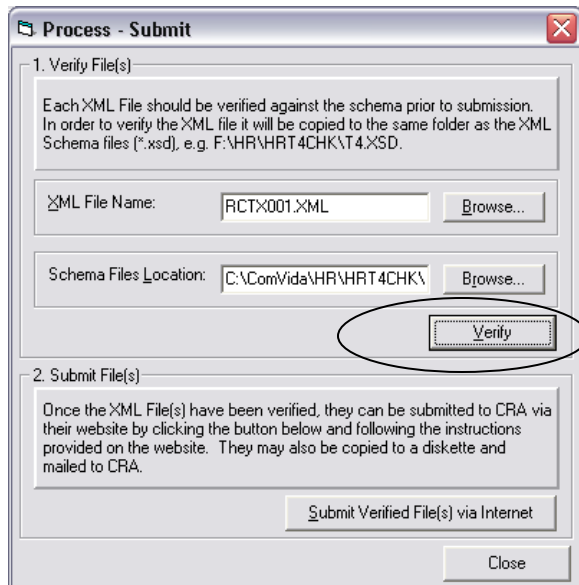 Process - Submit
1. Verify File(s)
Each XML File should be verified against the schema prior to submission.
In order to verify the XML file it will be copied to the same folder as the XML
Schema files (*.xsd), e.g. F:\HR\HRT4CHK\T4.XSD.
XML File Name: RCTX001.XML Browse...
Schema Files Location: C:\ComVida\HR\HRT4CHK\ Browse...
Verify
2. Submit File(s)
Once the XML File(s) have been verified, they can be submitted to CRA via
their website by clicking the button below and following the instructions
provided on the website. They may also be copied to a diskette and
mailed to CRA.
Submit Verified File(s) via Internet
Close